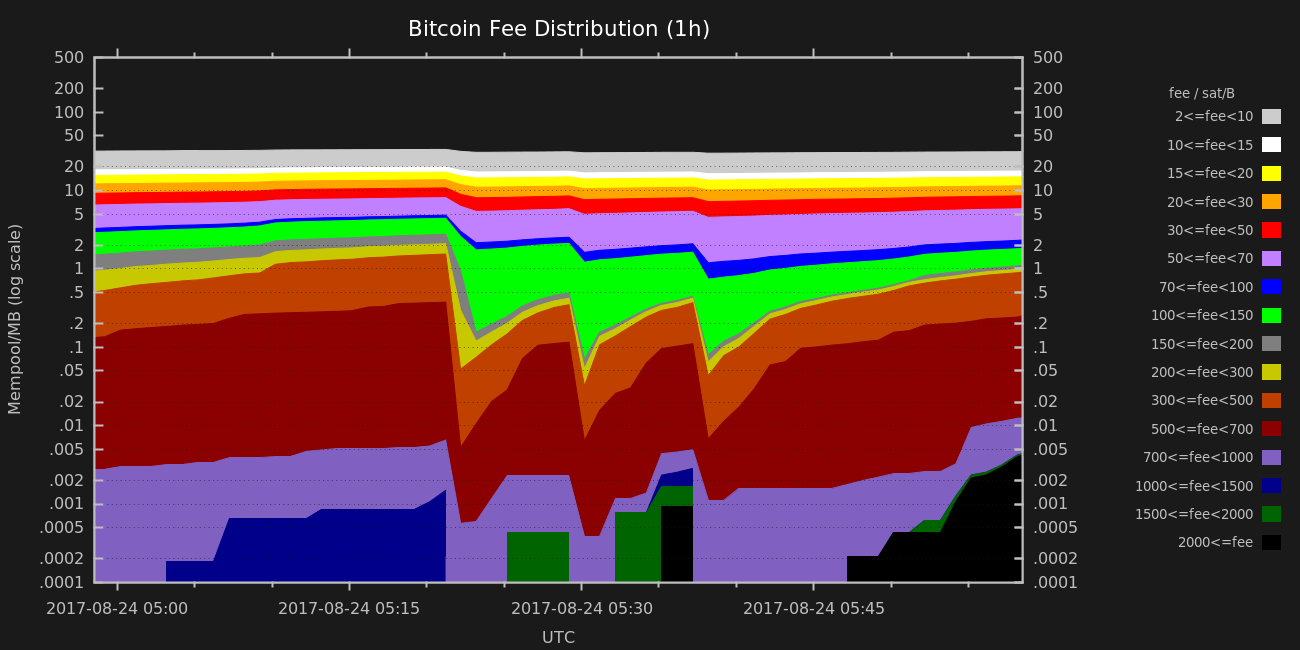 Bitcoin Fee Distribution (1h)
500 500
200 200
100 100
50 50
20 20
10 10
5 5
2 2
1 1
.5 .5
.2 .2
.1 .1
.05 .05
.02 .02
.01 .01
.005 .005
.002 .002
.001 .001
.0005 .0005
.0002 .0002
.0001 .0001
Mempool/MB (log scale)
2017-08-24 05:00 2017-08-24 05:15 2017-08-24 05:30 2017-08-24 05:45
UTC
fee / sat/B
2<=fee<10
10<=fee<15
15<=fee<20
20<=fee<30
30<=fee<50
50<=fee<70
70<=fee<100
100<=fee<150
150<=fee<200
200<=fee<300
300<=fee<500
500<=fee<700
700<=fee<1000
1000<=fee<1500
1500<=fee<2000
2000<=fee